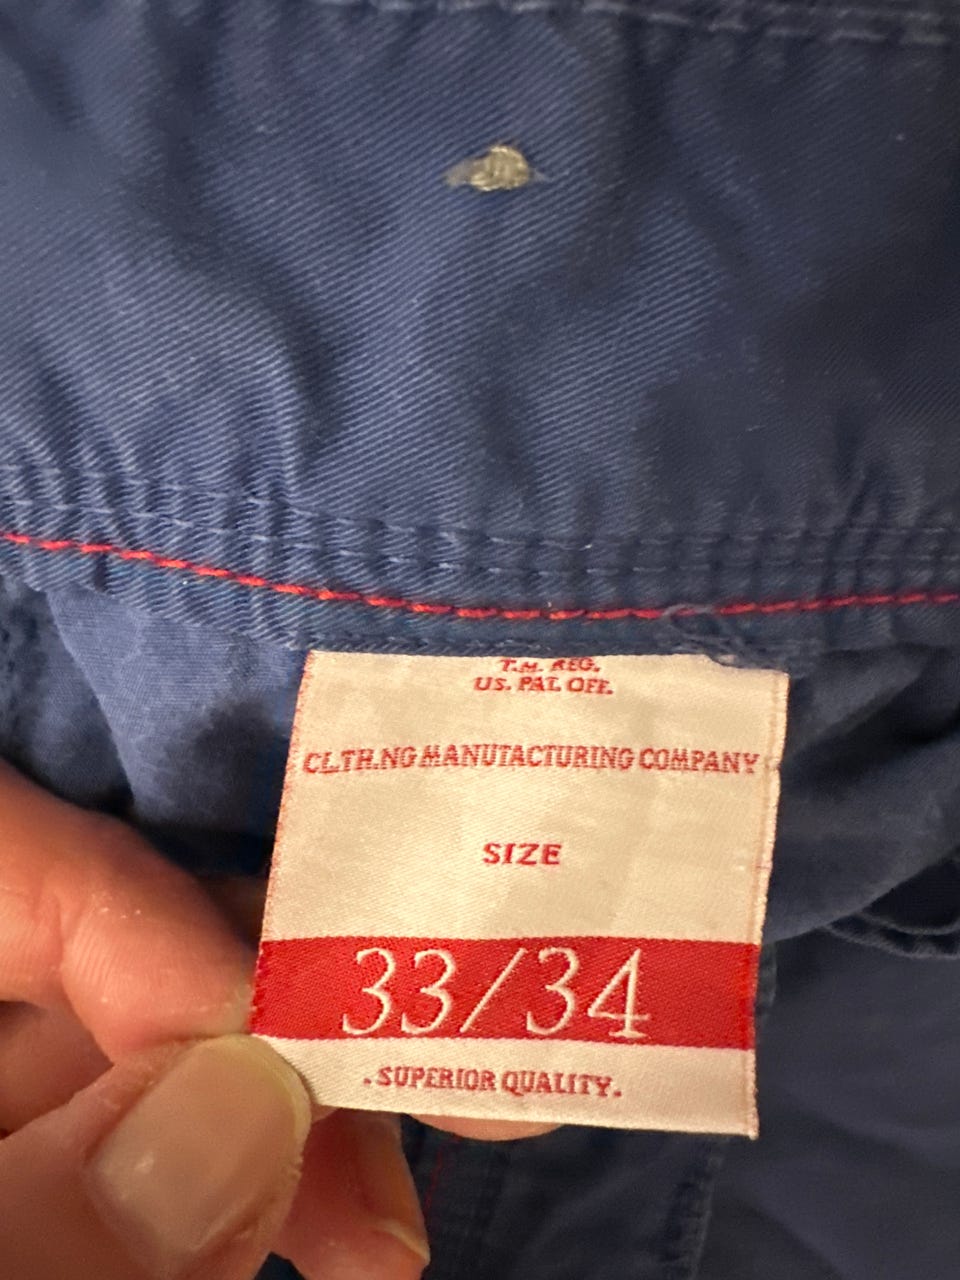 T.M. REG.
US. PAT. OFF.
CLTH.NG MANUTACTURING COMPANY
SIZE
33/34
. SUPERIOR QUALITY.